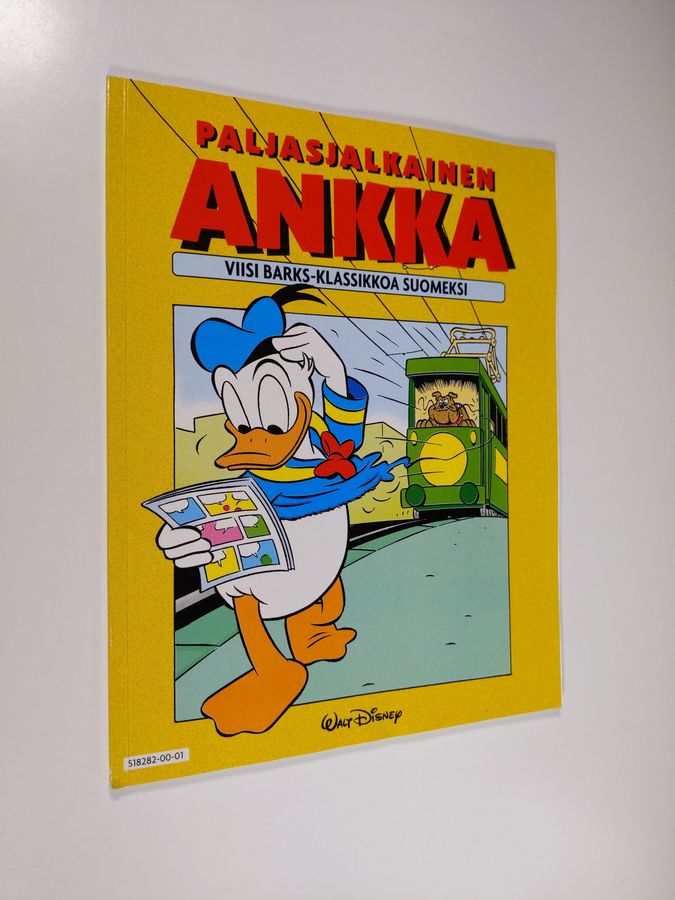 PALJASJALKAINEN
ANKKA
VIISI BARKS-KLASSIKKOA SUOMEKSI
WALT DISNEY
518282-00-01